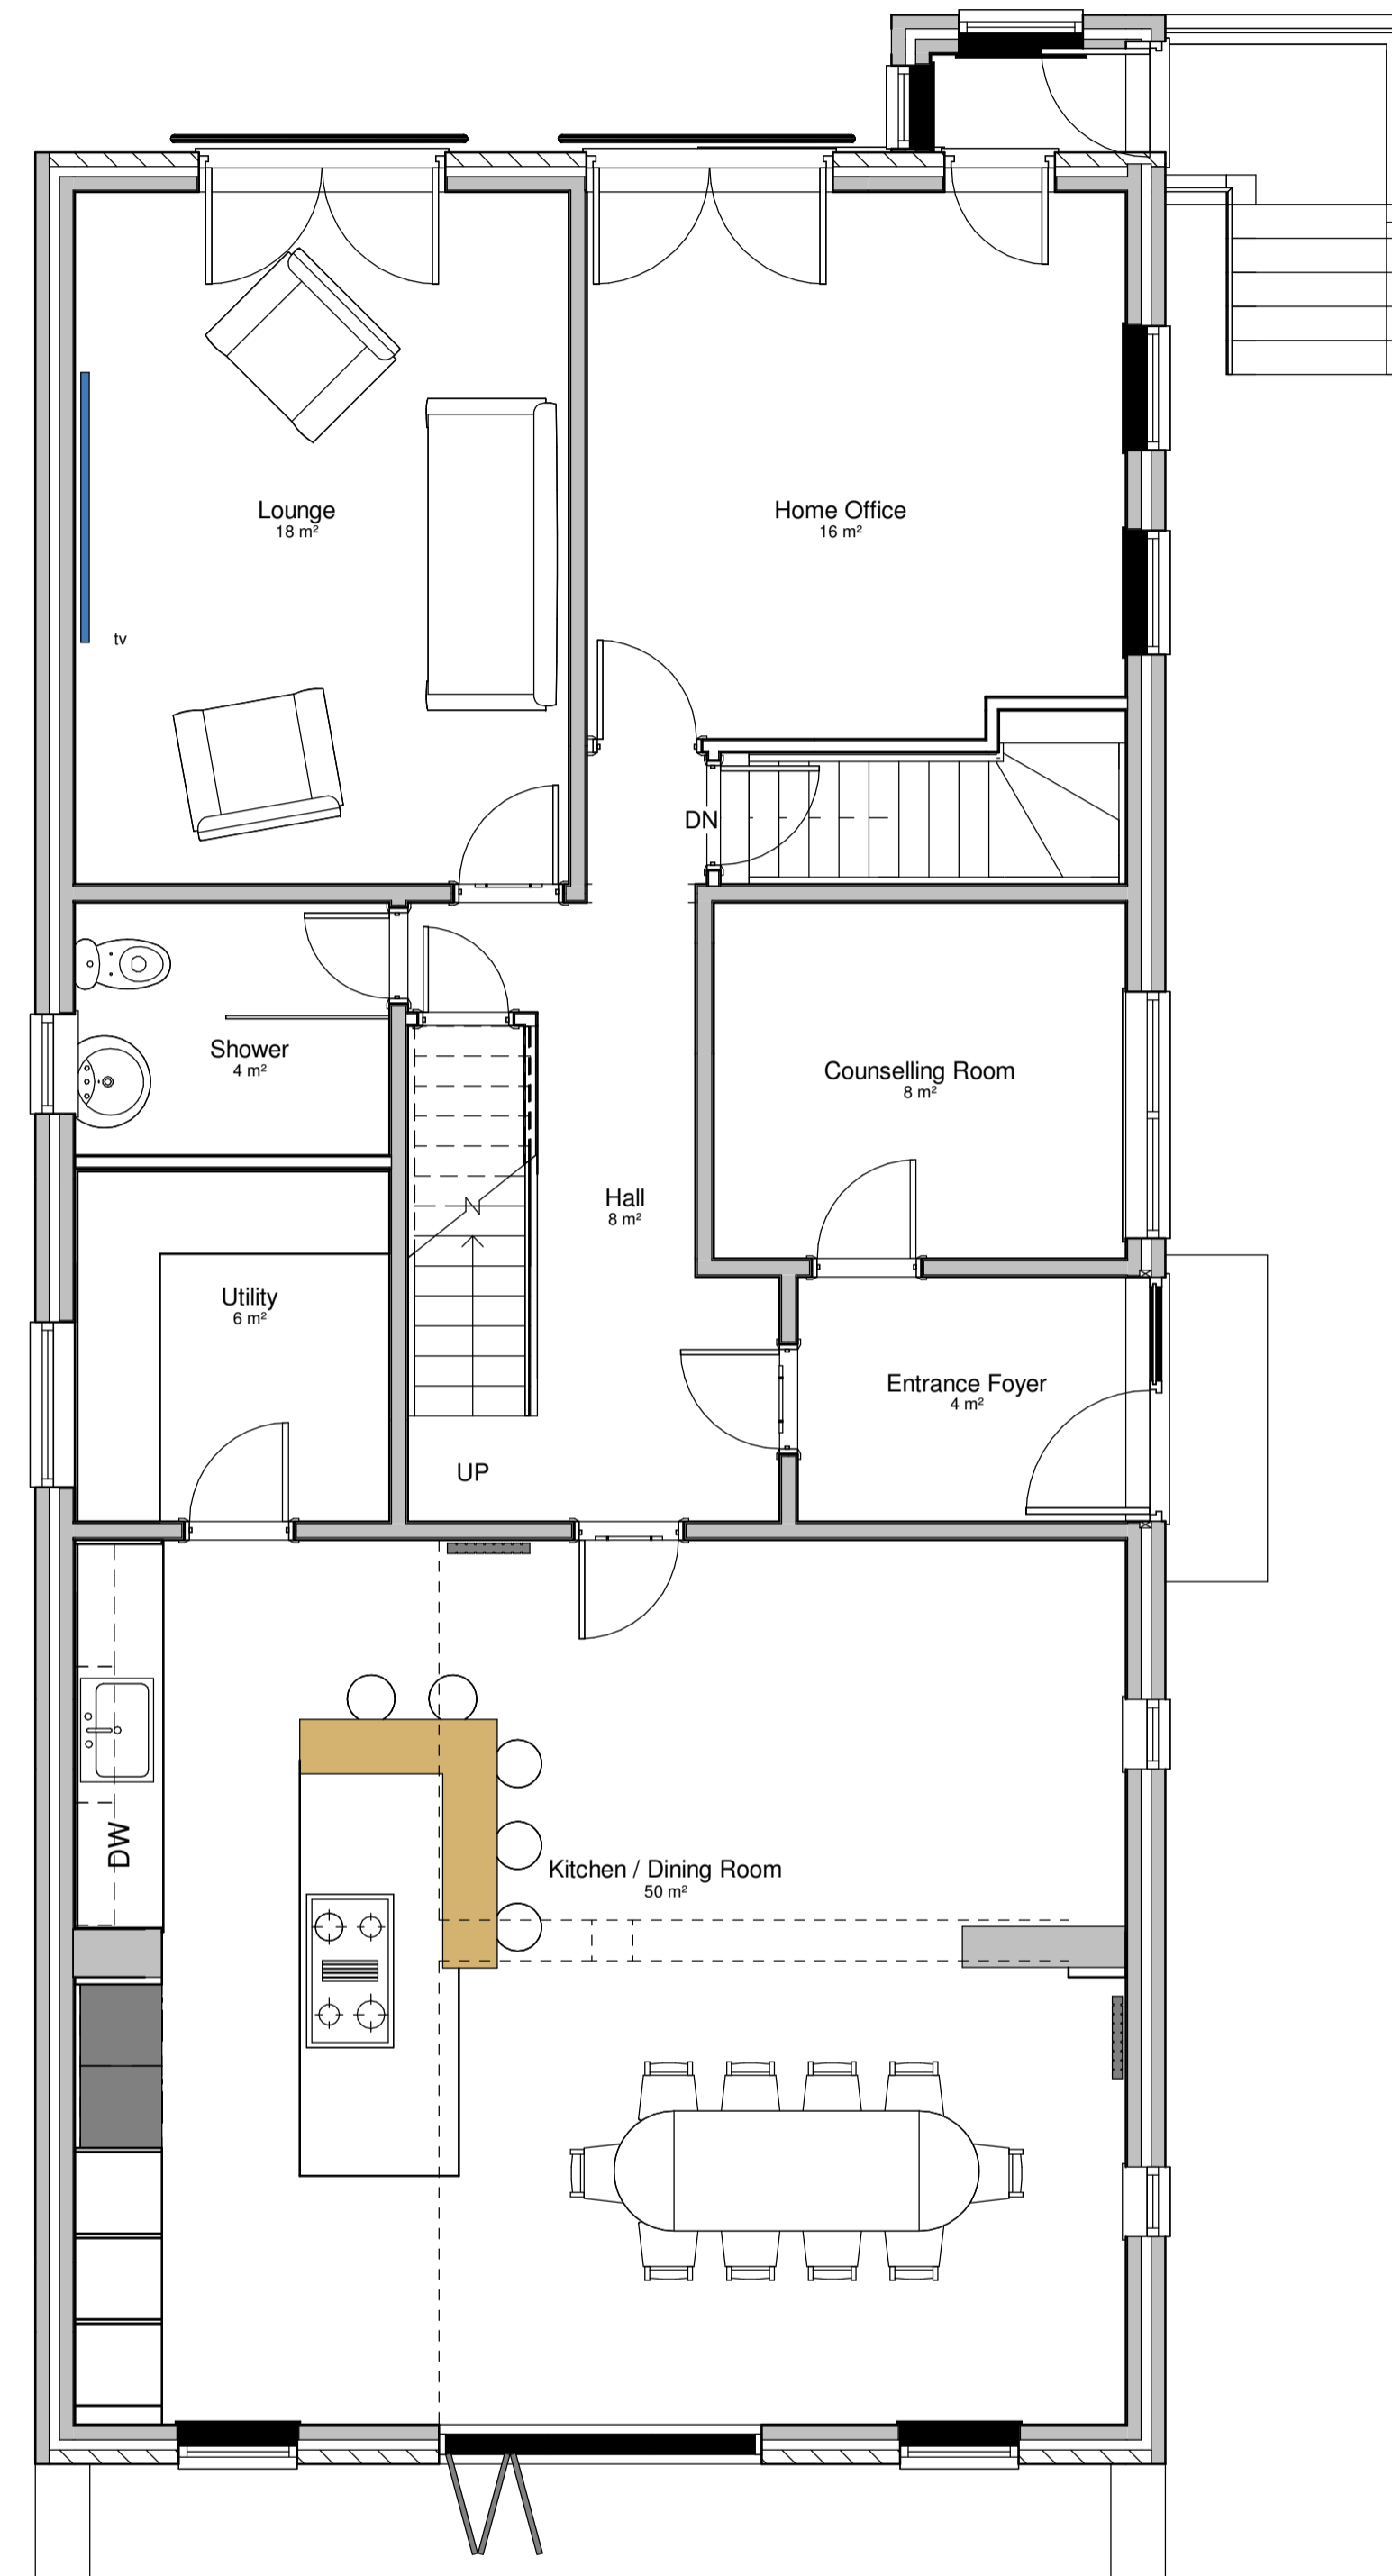 Lounge
18 m²
Home Office
16 m²
tv
DN
Shower
4 m²
Counselling Room
8 m²
Hall
8 m²
Utility
6 m²
Entrance Foyer
4 m²
UP
DW
Kitchen / Dining Room
50 m²